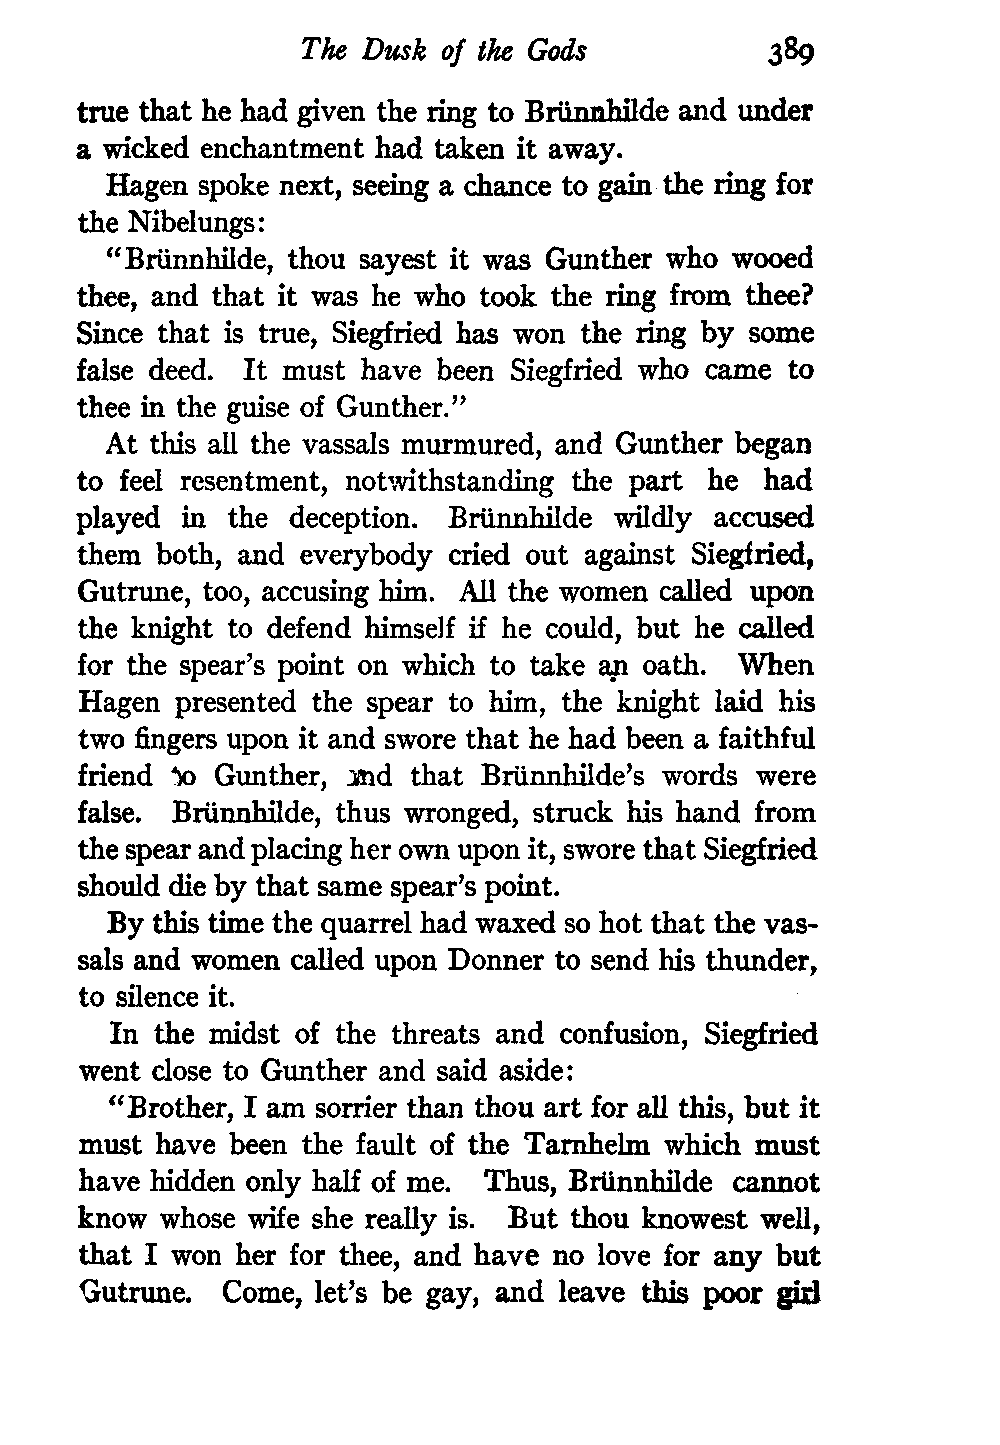 The Dusk of the Gods 389
true that he had given the ring to Brünnhilde and under
a wicked enchantment had taken it away.
Hagen spoke next, seeing a chance to gain the ring for
the Nibelungs:
“Brünnhilde, thou sayest it was Gunther who wooed
thee, and that it was he who took the ring from thee?
Since that is true, Siegfried has won the ring by some
false deed. It must have been Siegfried who came to
thee in the guise of Gunther.”
At this all the vassals murmured, and Gunther began
to feel resentment, notwithstanding the part he had
played in the deception. Brünnhilde wildly accused
them both, and everybody cried out against Siegfried,
Gutrune, too, accusing him. All the women called upon
the knight to defend himself if he could, but he called
for the spear’s point on which to take an oath. When
Hagen presented the spear to him, the knight laid his
two fingers upon it and swore that he had been a faithful
friend to Gunther, and that Brünnhilde’s words were
false. Brünnhilde, thus wronged, struck his hand from
the spear and placing her own upon it, swore that Siegfried
should die by that same spear’s point.
By this time the quarrel had waxed so hot that the vas-
sals and women called upon Donner to send his thunder,
to silence it.
In the midst of the threats and confusion, Siegfried
went close to Gunther and said aside:
“Brother, I am sorrier than thou art for all this, but it
must have been the fault of the Tarnhelm which must
have hidden only half of me. Thus, Brünnhilde cannot
know whose wife she really is. But thou knowest well,
that I won her for thee, and have no love for any but
Gutrune. Come, let’s be gay, and leave this poor girl